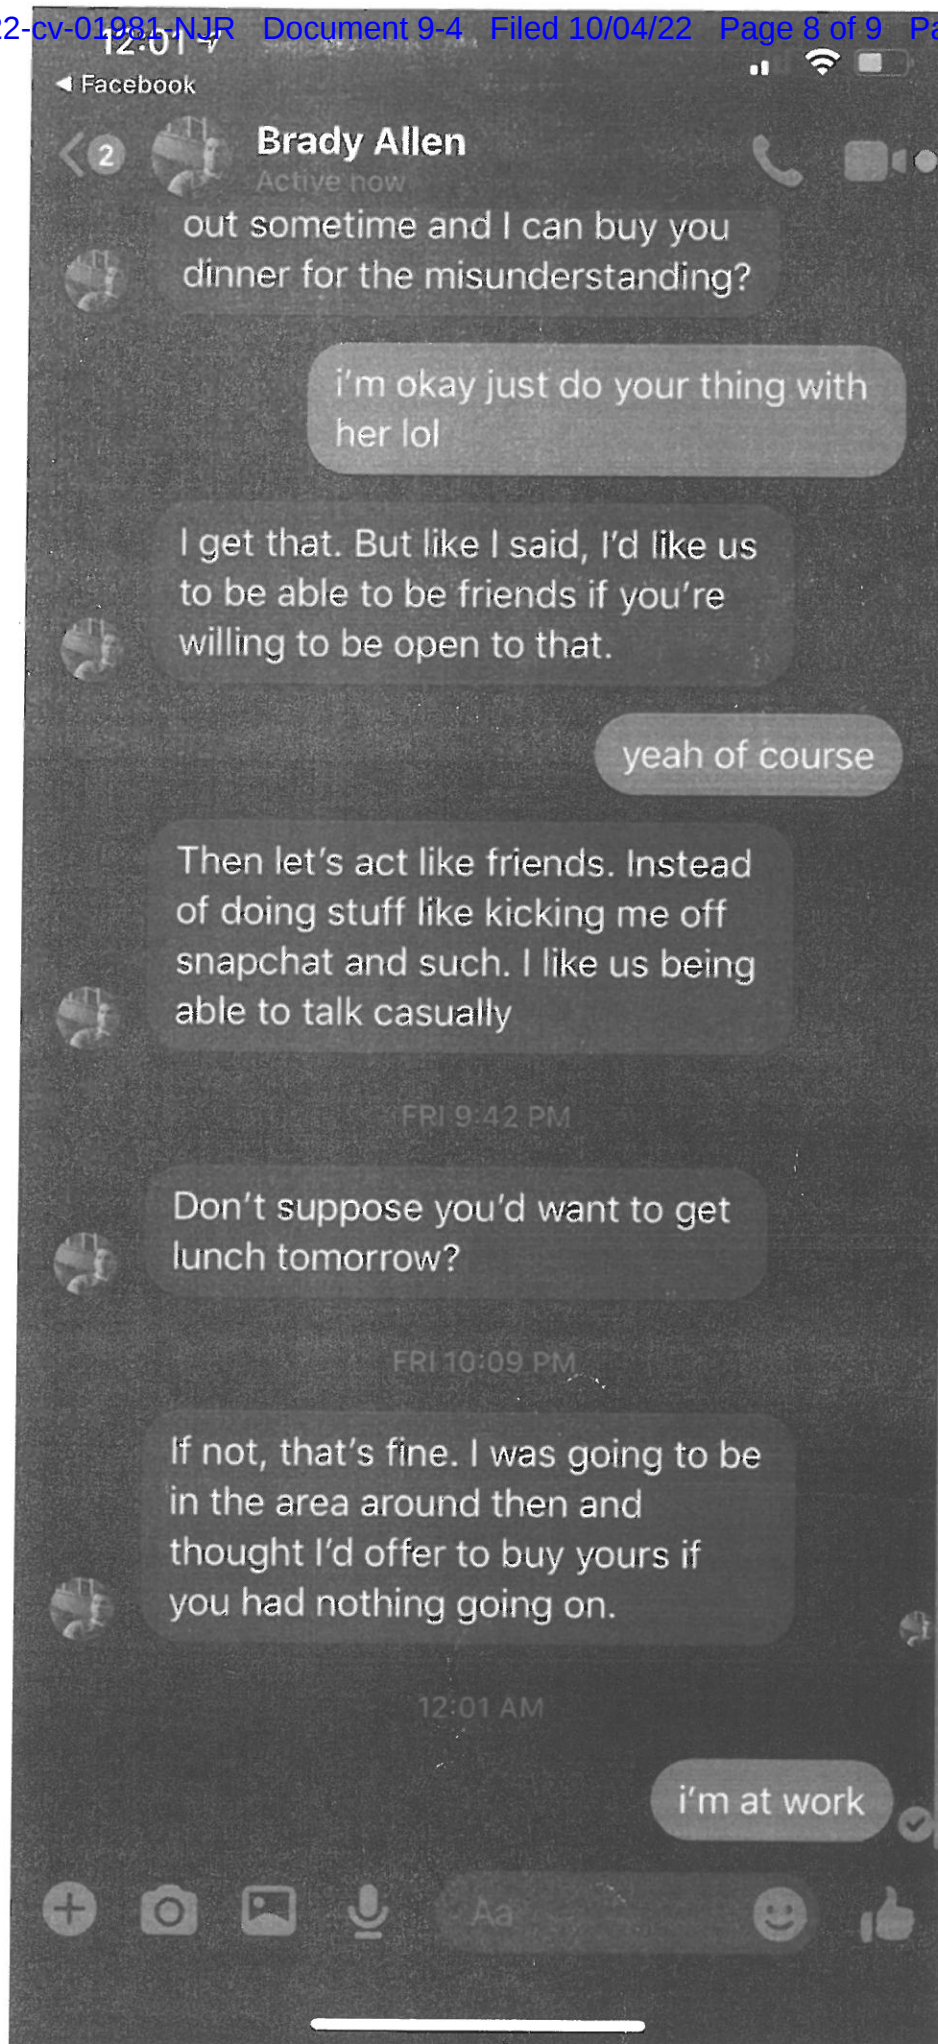 2-cv-01981-NJR Document 9-4 Filed 10/04/22 Page 8 of 9 Pa
12:01
Facebook
2
Brady Allen
Active now
out sometime and I can buy you
dinner for the misunderstanding?
i'm okay just do your thing with
her lol
I get that. But like I said, I'd like us
to be able to be friends if you're
willing to be open to that.
yeah of course
Then let's act like friends. Instead
of doing stuff like kicking me off
snapchat and such. I like us being
able to talk casually
FRI 9:42 PM
Don't suppose you'd want to get
lunch tomorrow?
FRI 10:09 PM
If not, that's fine. I was going to be
in the area around then and
thought I'd offer to buy yours if
you had nothing going on.
12:01 AM
i'm at work
Aa